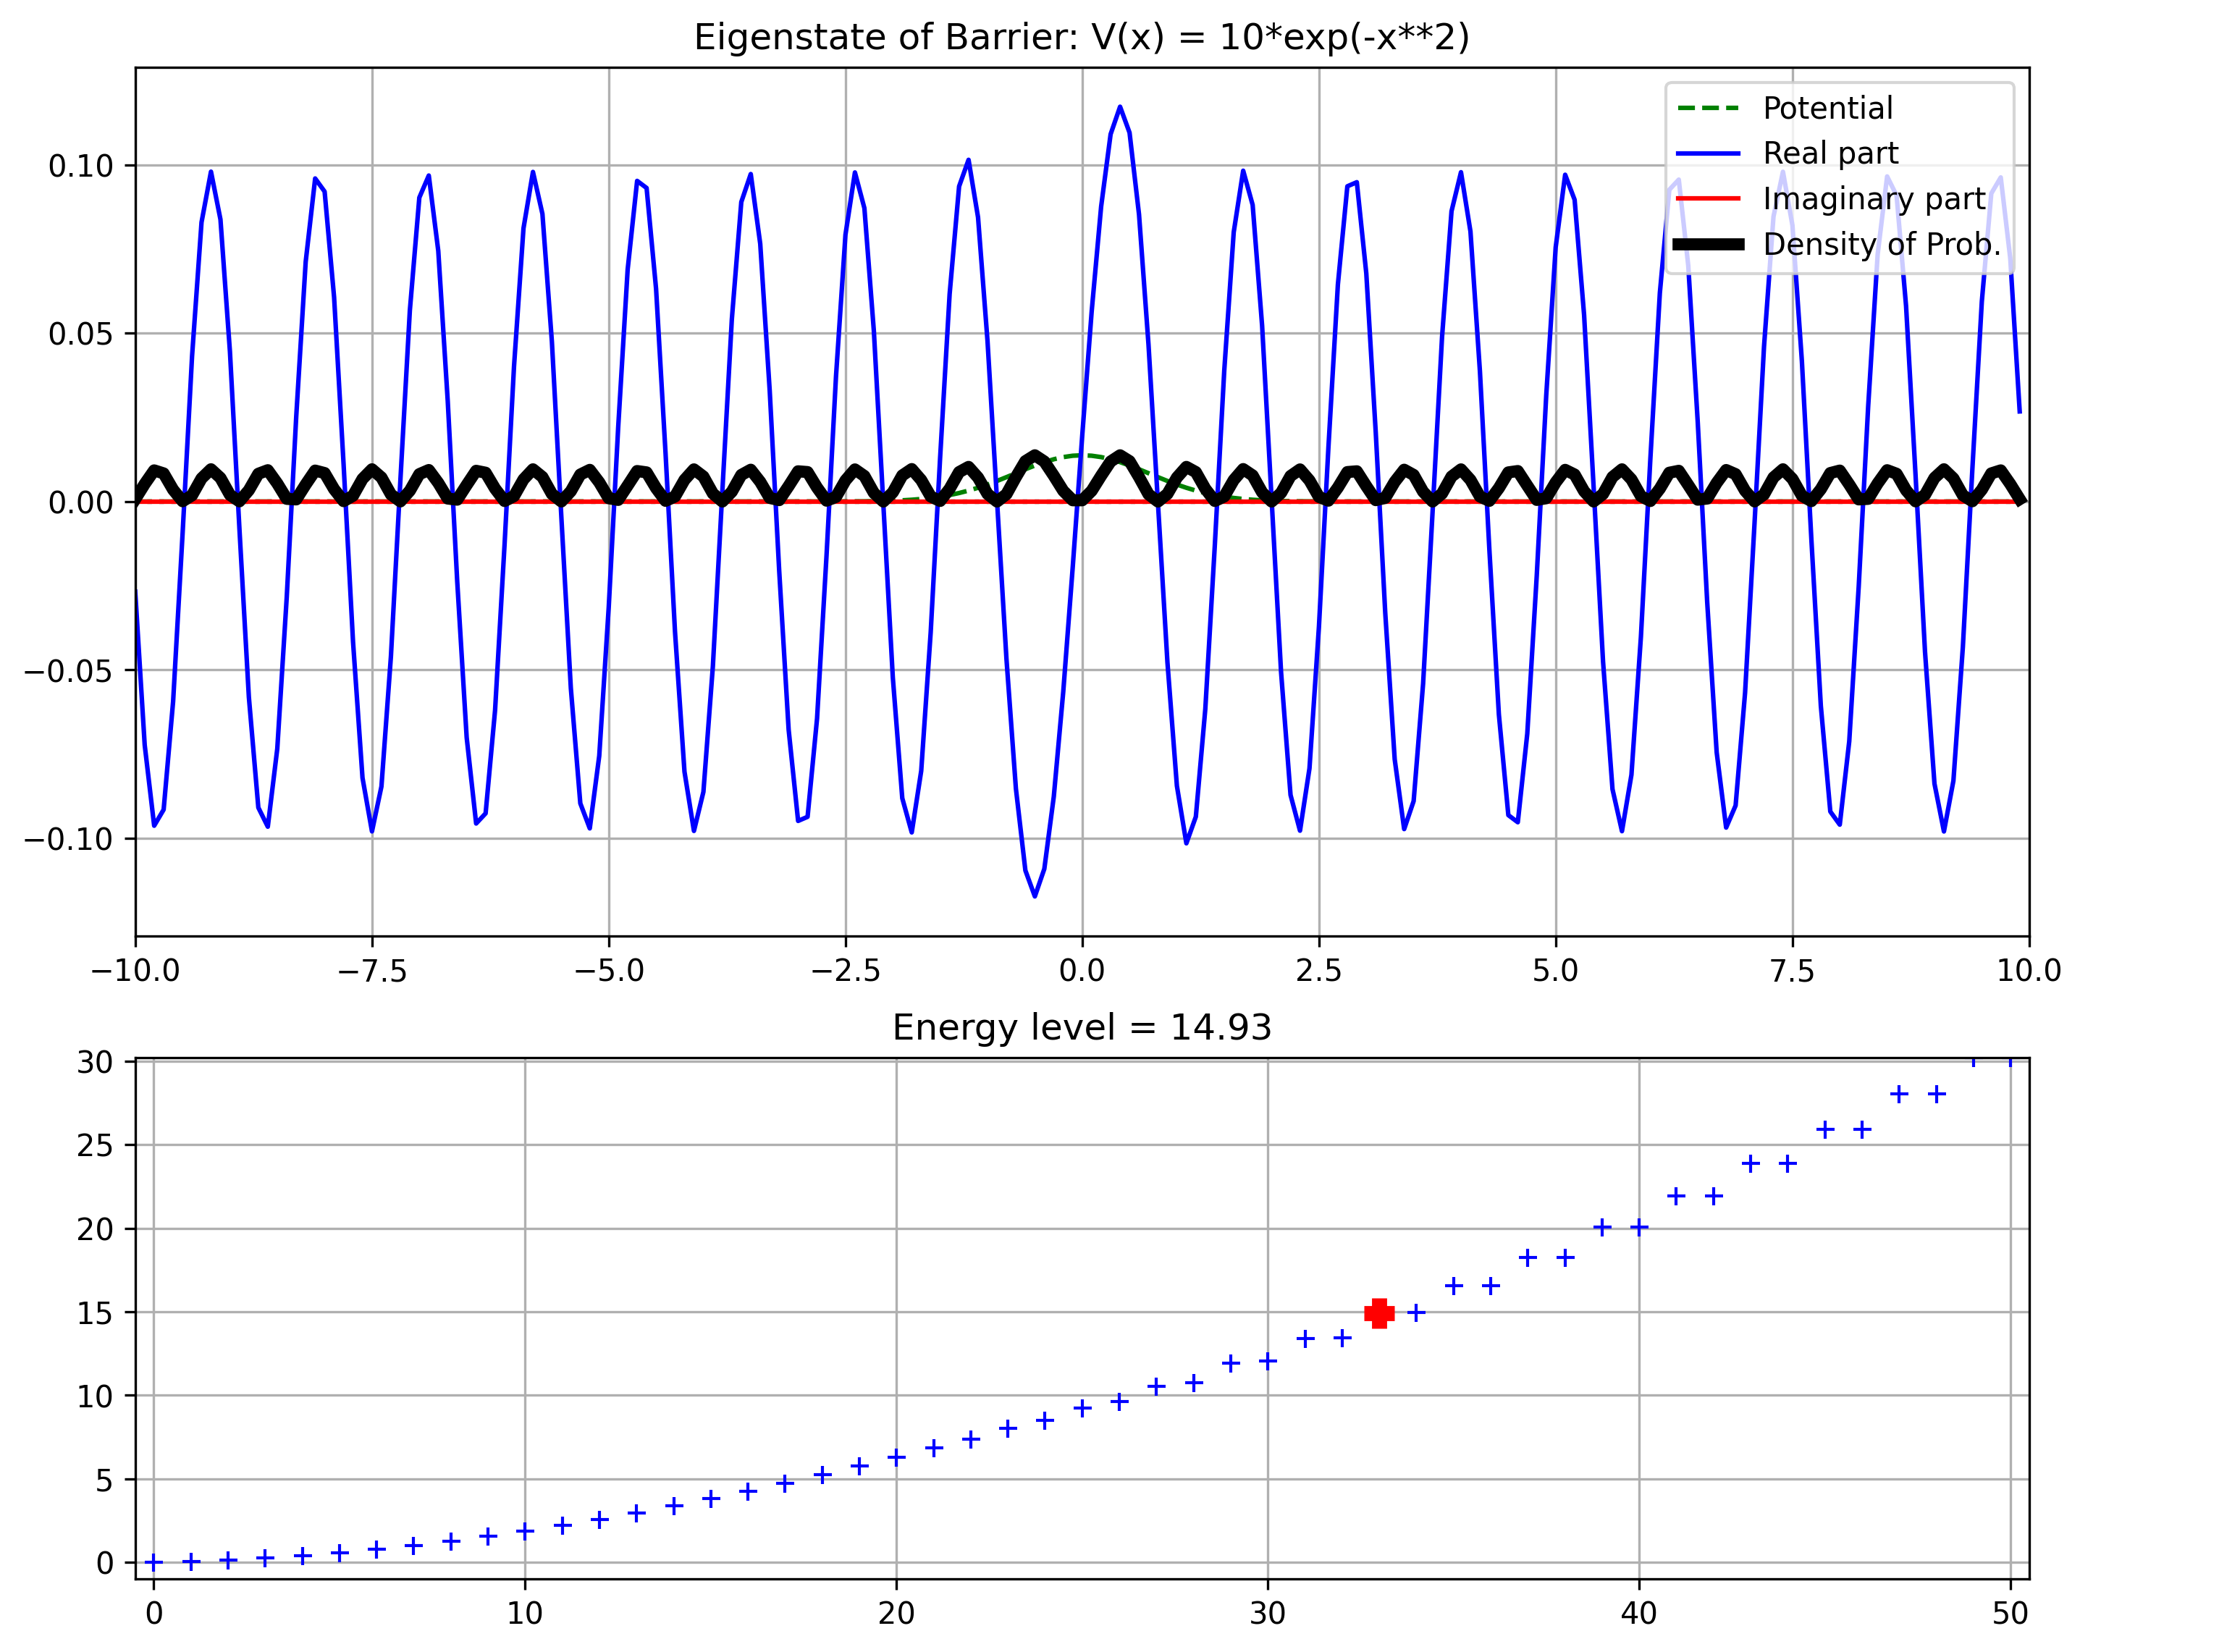 Eigenstate of Barrier: V(x) = 10*exp(-x**2)
Potential
Real part
Imaginary part
Density of Prob.
0.10
0.05
0.00
−0.05
−0.10
−10.0 −7.5 −5.0 −2.5 0.0 2.5 5.0 7.5 10.0
Energy level = 14.93
30
25
20
15
10
5
0
0 10 20 30 40 50